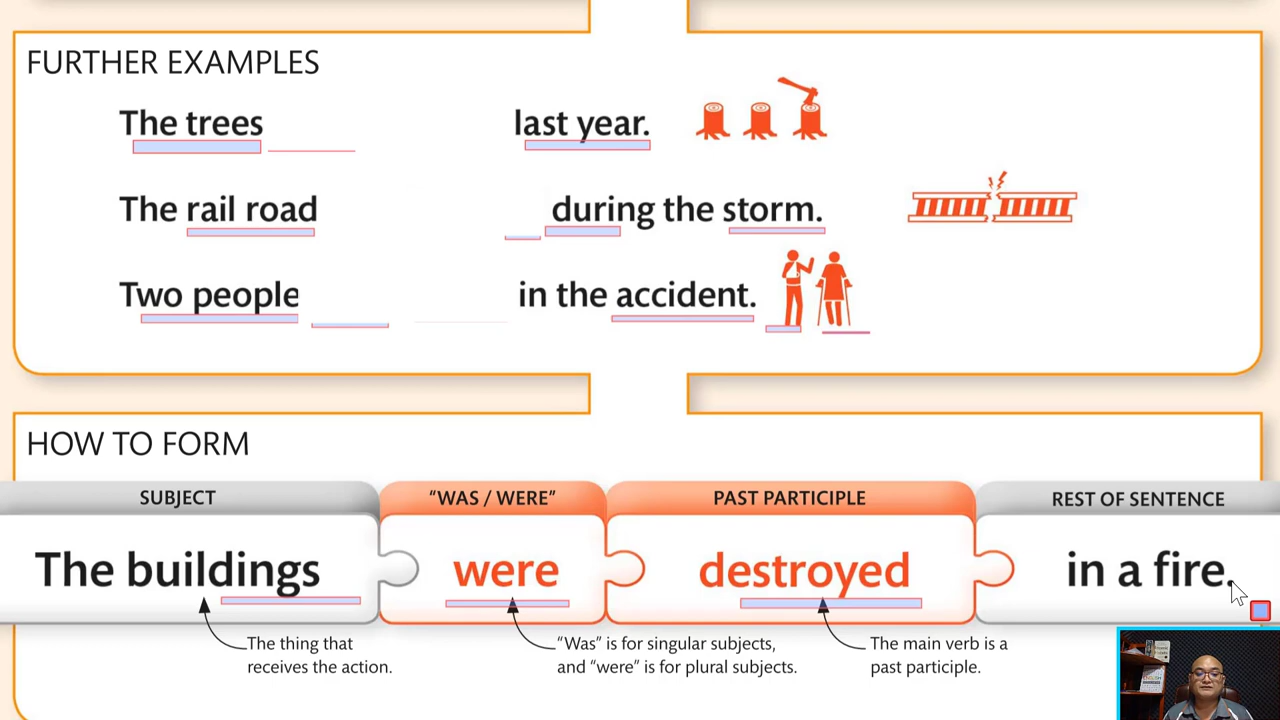 FURTHER EXAMPLES
The trees last year.
The rail road during the storm.
Two people in the accident.
HOW TO FORM
SUBJECT "WAS / WERE" PAST PARTICIPLE REST OF SENTENCE
The buildings were destroyed in a fire.
The thing that
receives the action.
"Was" is for singular subjects,
and "were" is for plural subjects.
The main verb is a
past participle.